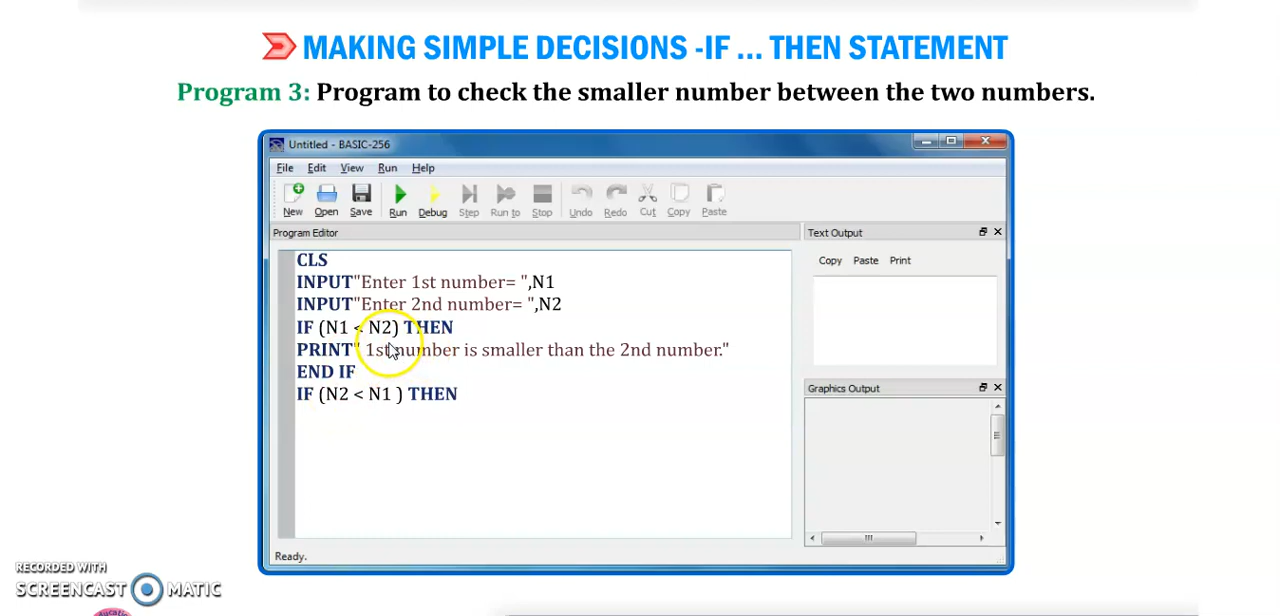 MAKING SIMPLE DECISIONS -IF ... THEN STATEMENT
Program 3: Program to check the smaller number between the two numbers.
Untitled - BASIC-256
File Edit View Run Help
New Open Save Run Debug Step Run to Stop Undo Redo Cut Copy Paste
Program Editor
Text Output
Copy Paste Print
CLS
INPUT"Enter 1st number= ",N1
INPUT"Enter 2nd number= ",N2
IF (N1 < N2) THEN
PRINT" 1st number is smaller than the 2nd number."
END IF
IF (N2 < N1 ) THEN
Graphics Output
Ready.
RECORDED WITH
SCREENCAST MATIC